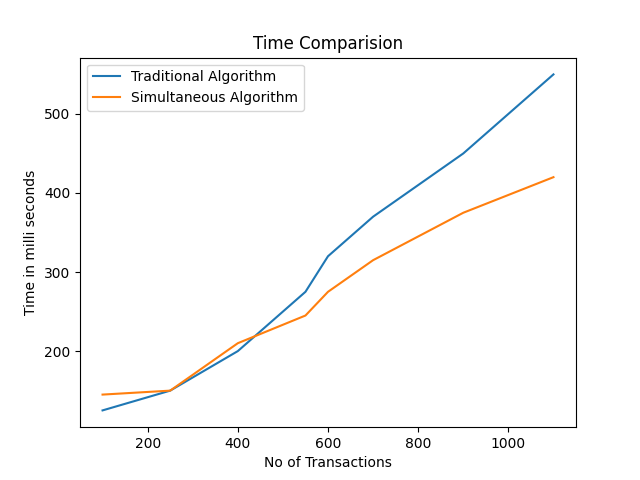 Time Comparision
Traditional Algorithm
Simultaneous Algorithm
Time in milli seconds
500
400
300
200
200 400 600 800 1000
No of Transactions